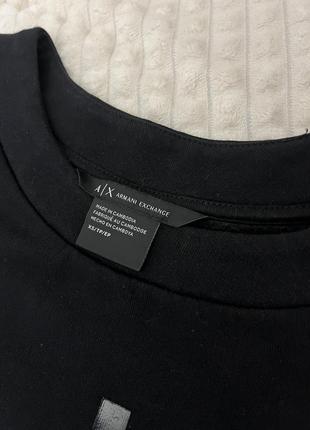 A|X ARMANI EXCHANGE
MADE IN CAMBODIA
FABRIQUÉ AU CAMBODGE
HECHO EN CAMBOYA
XS/TP/EP